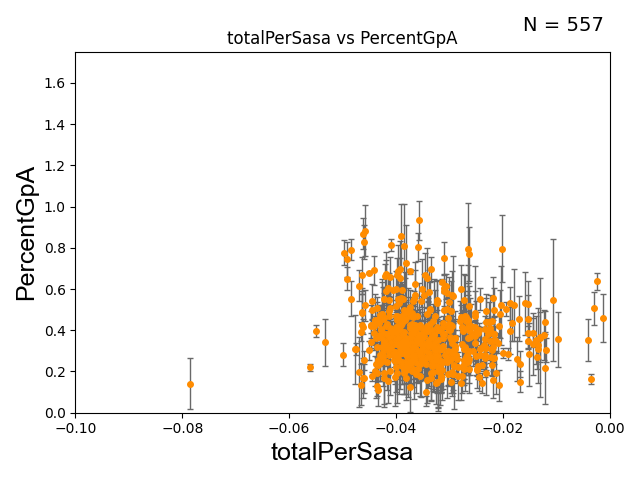 N = 557
totalPerSasa vs PercentGpA
PercentGpA
1.6
1.4
1.2
1.0
0.8
0.6
0.4
0.2
0.0
−0.10 −0.08 −0.06 −0.04 −0.02 0.00
totalPerSasa